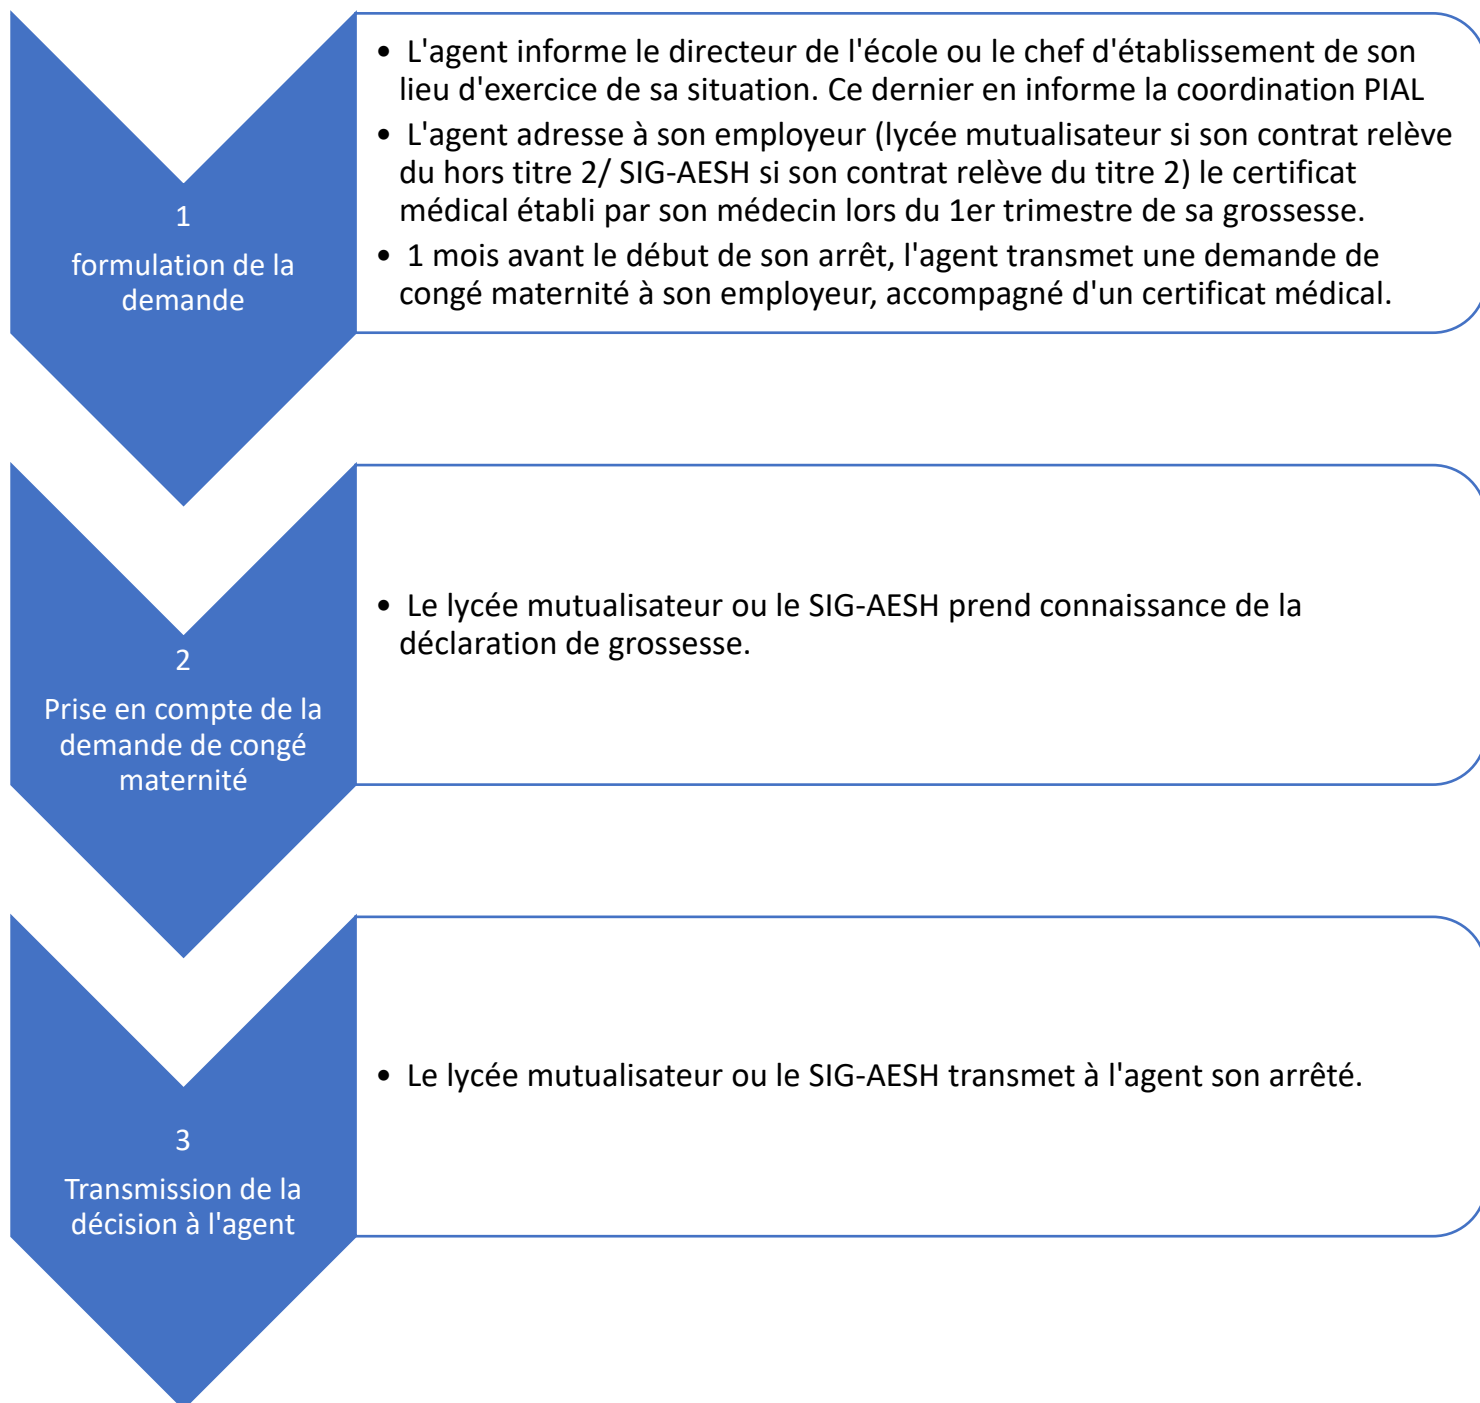 1
formulation de la
demande
• L'agent informe le directeur de l'école ou le chef d'établissement de son
lieu d'exercice de sa situation. Ce dernier en informe la coordination PIAL
• L'agent adresse à son employeur (lycée mutualisateur si son contrat relève
du hors titre 2/ SIG-AESH si son contrat relève du titre 2) le certificat
médical établi par son médecin lors du 1er trimestre de sa grossesse.
• 1 mois avant le début de son arrêt, l'agent transmet une demande de
congé maternité à son employeur, accompagné d'un certificat médical.
2
Prise en compte de la
demande de congé
maternité
• Le lycée mutualisateur ou le SIG-AESH prend connaissance de la
déclaration de grossesse.
3
Transmission de la
décision à l'agent
• Le lycée mutualisateur ou le SIG-AESH transmet à l'agent son arrêté.